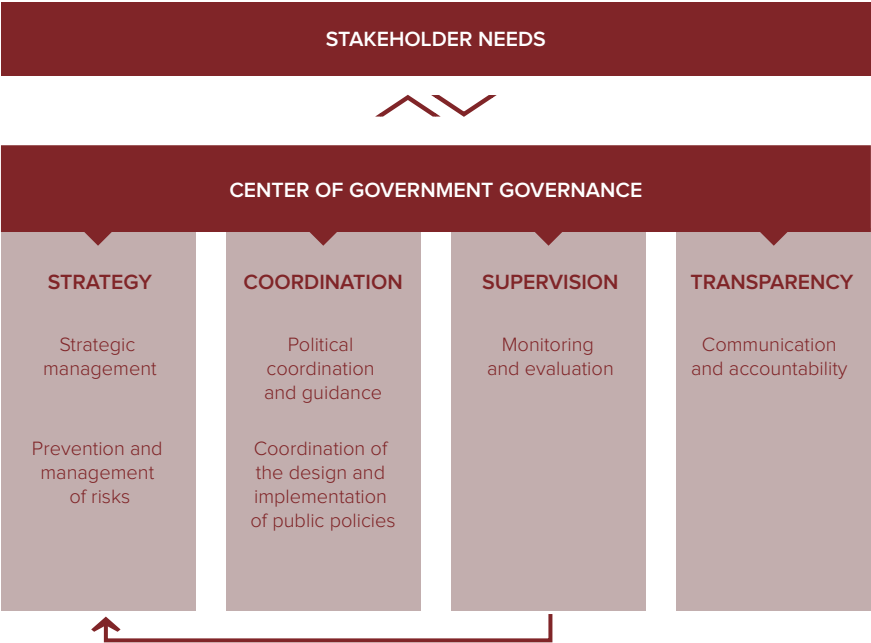 STAKEHOLDER NEEDS
CENTER OF GOVERNMENT GOVERNANCE
STRATEGY
Strategic
management
Prevention and
management
of risks
COORDINATION
Political
coordination
and guidance
Coordination of
the design and
implementation
of public policies
SUPERVISION
Monitoring
and evaluation
TRANSPARENCY
Communication
and accountability